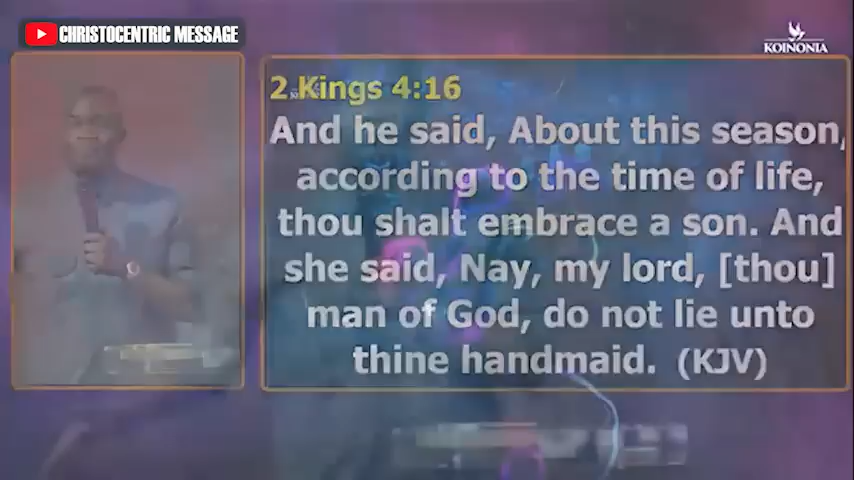 CHRISTOCENTRIC MESSAGE
KOINONIA
2 Kings 4:16
And he said, About this season,
according to the time of life,
thou shalt embrace a son. And
she said, Nay, my lord, [thou]
man of God, do not lie unto
thine handmaid. (KJV)